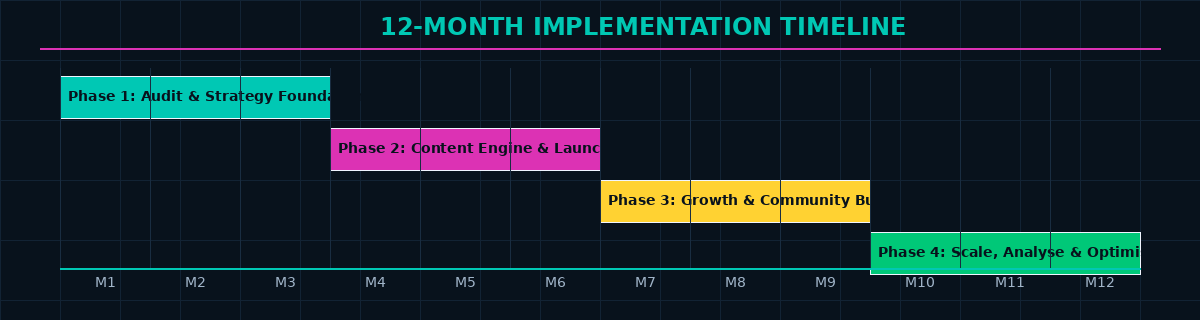 12-MONTH IMPLEMENTATION TIMELINE
Phase 1: Audit & Strategy Founda
Phase 2: Content Engine & Launc
Phase 3: Growth & Community Bu
Phase 4: Scale, Analyse & Optimi
M1 M2 M3 M4 M5 M6 M7 M8 M9 M10 M11 M12